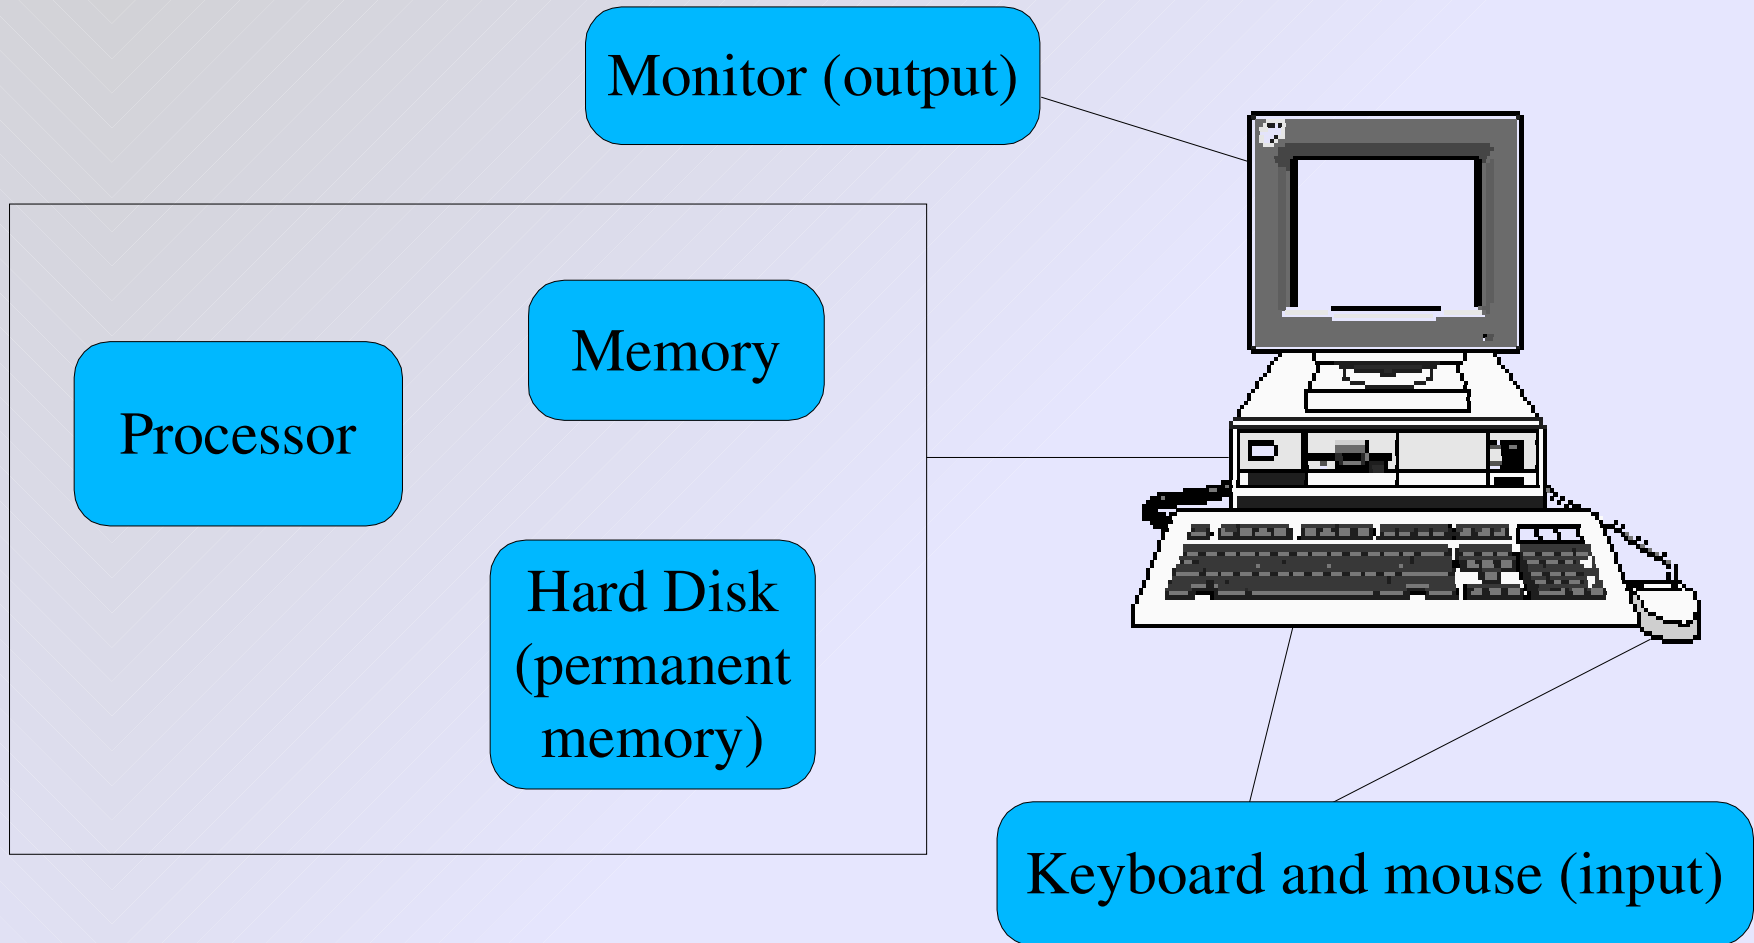 Monitor (output)
Memory
Processor
Hard Disk
(permanent
memory)
Keyboard and mouse (input)